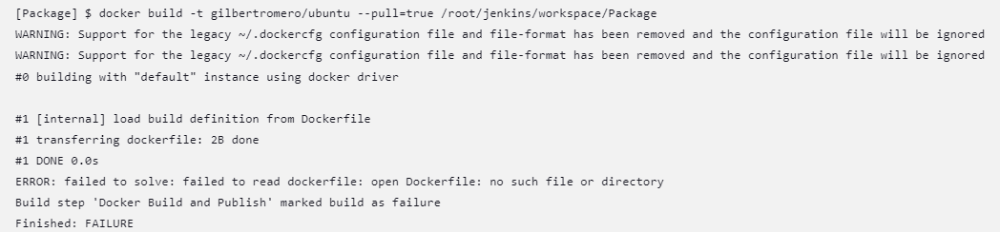 [Package] $ docker build -t gilbertromero/ubuntu --pull=true /root/jenkins/workspace/Package
WARNING: Support for the legacy ~/.dockercfg configuration file and file-format has been removed and the configuration file will be ignored
WARNING: Support for the legacy ~/.dockercfg configuration file and file-format has been removed and the configuration file will be ignored
#0 building with "default" instance using docker driver
#1 [internal] load build definition from Dockerfile
#1 transferring dockerfile: 2B done
#1 DONE 0.0s
ERROR: failed to solve: failed to read dockerfile: open Dockerfile: no such file or directory
Build step 'Docker Build and Publish' marked build as failure
Finished: FAILURE